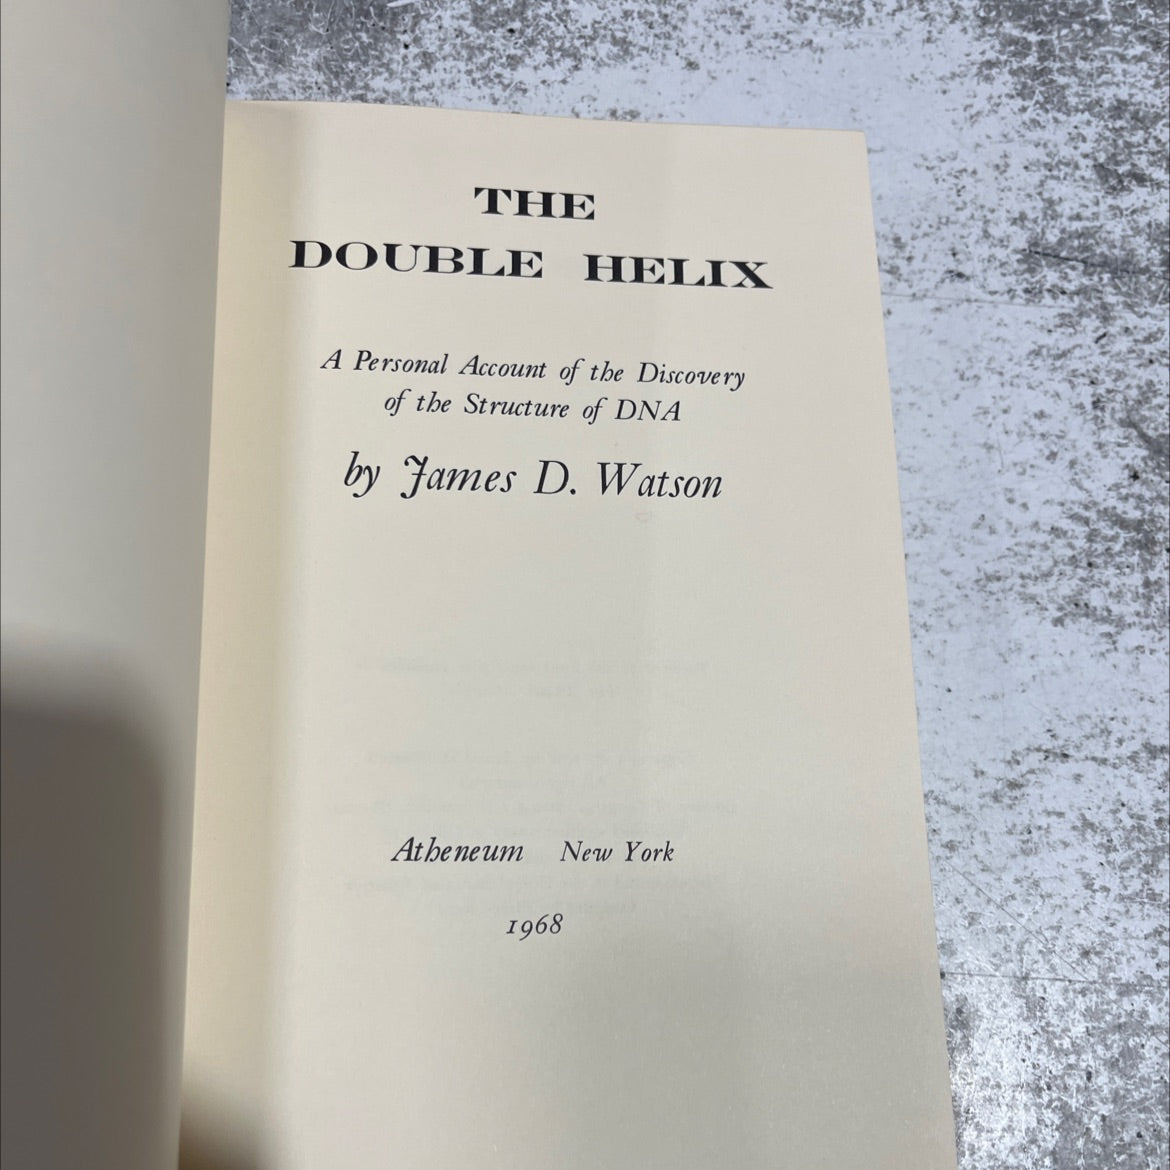 THE
DOUBLE HELIX
A Personal Account of the Discovery
of the Structure of DNA
by James D. Watson
Atheneum New York
1968